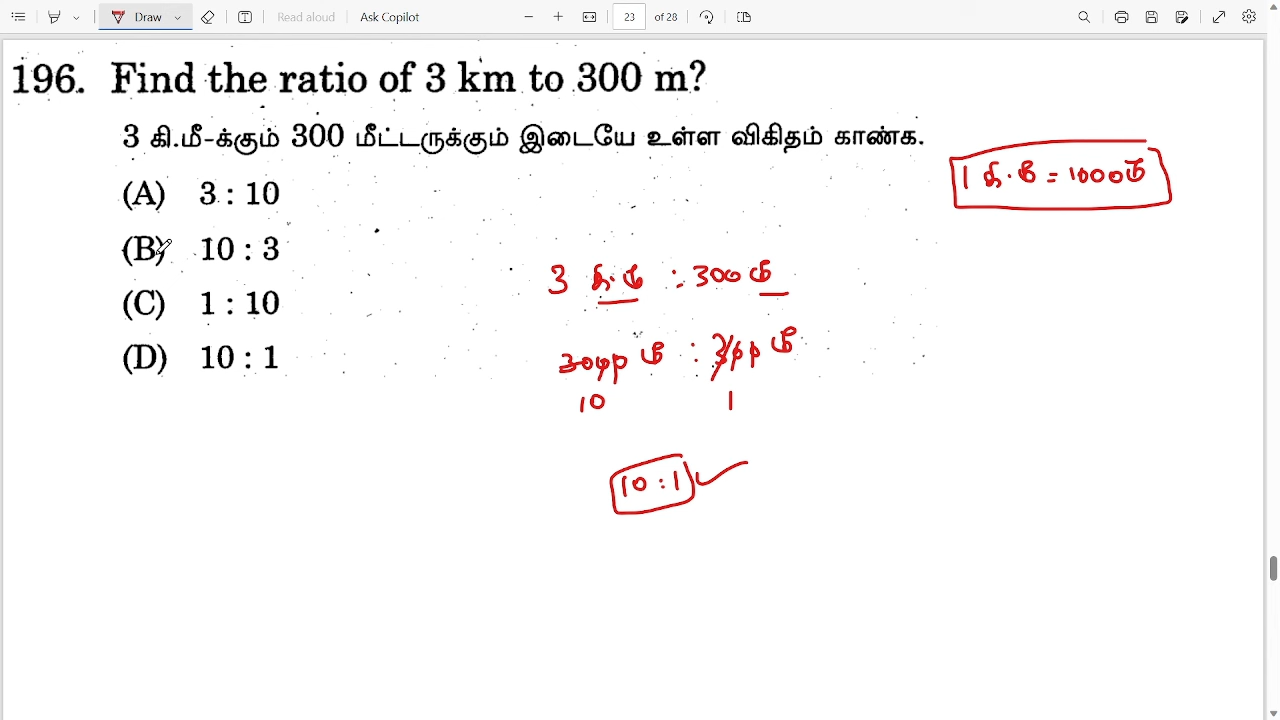 Draw
Read aloud
Ask Copilot
23 of 28
196. Find the ratio of 3 km to 300 m?
3 கி.மீ-க்கும் 300 மீட்டருக்கும் இடையே உள்ள விகிதம் காண்க.
1 கி.மீ = 1000மீ
(A) 3 : 10
(B) 10 : 3
3 கி.மீ : 300 மீ
(C) 1 : 10
3000 மீ : 300 மீ
(D) 10 : 1
10 1
10 : 1